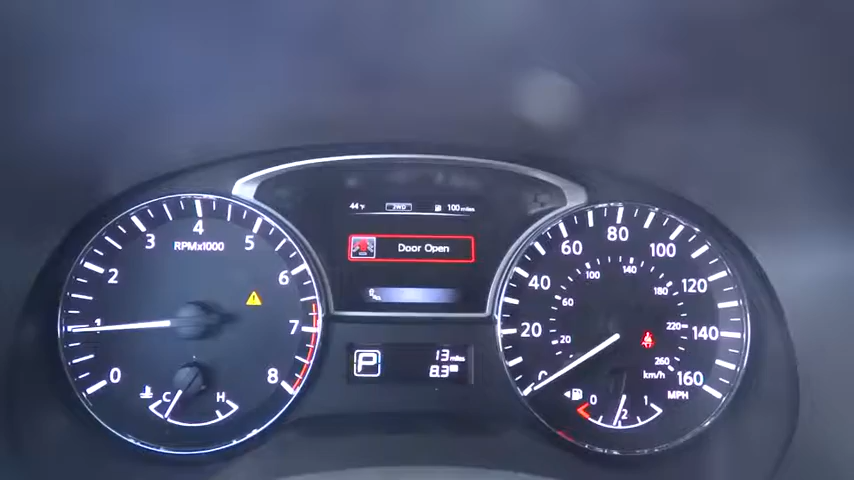 44°F 2WD 100 miles
Door Open
0 1 2 3 4 5 6 7 8
RPMx1000
C H
P
13 miles
8.3
0 20 40 60 80 100 120 140 160
MPH
20 60 100 140 180 220 260
km/h
0 1/2 1